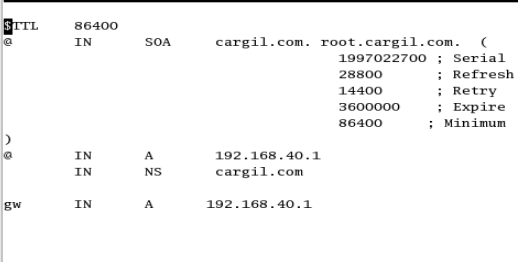 $TTL 86400
@ IN SOA cargil.com. root.cargil.com. (
1997022700 ; Serial
28800 ; Refresh
14400 ; Retry
3600000 ; Expire
86400 ; Minimum
)
@ IN A 192.168.40.1
IN NS cargil.com
gw IN A 192.168.40.1